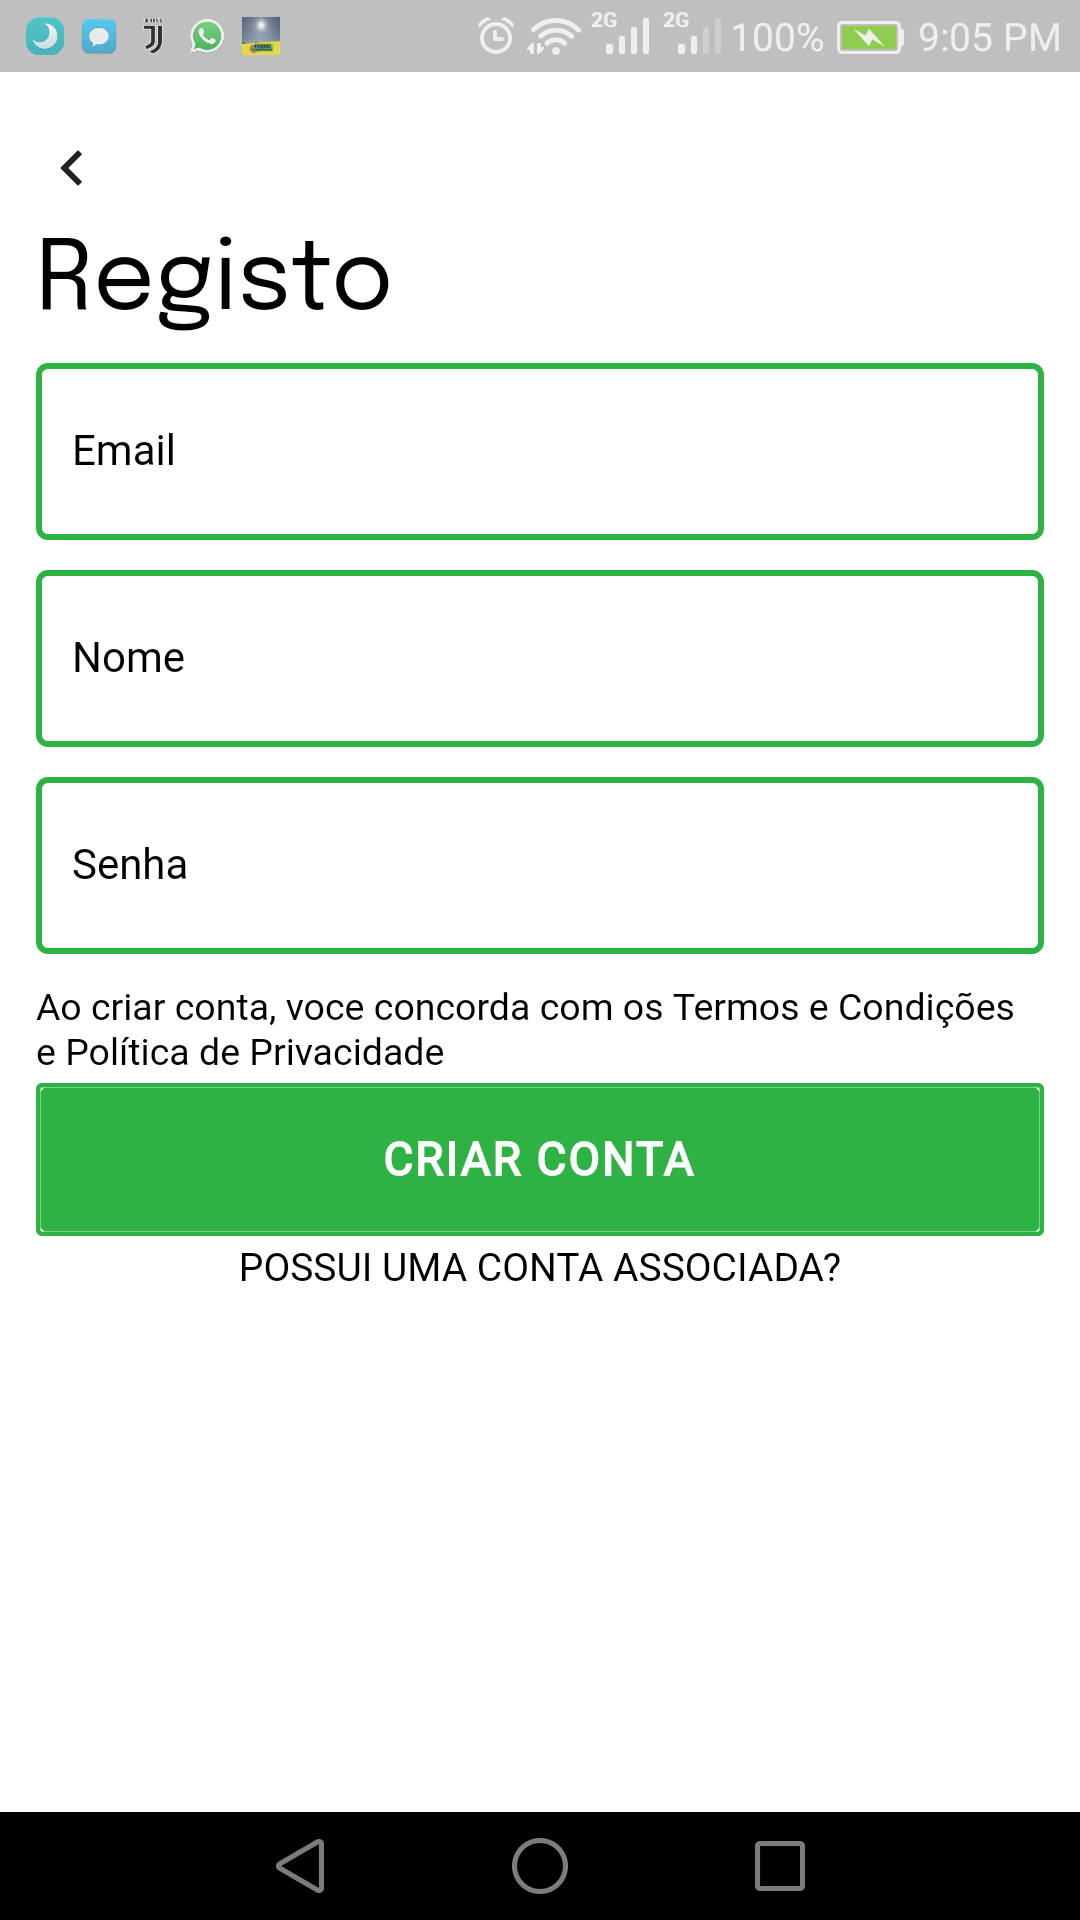 2G 2G 100% 9:05 PM
Registo
Email
Nome
Senha
Ao criar conta, voce concorda com os Termos e Condições
e Política de Privacidade
CRIAR CONTA
POSSUI UMA CONTA ASSOCIADA?